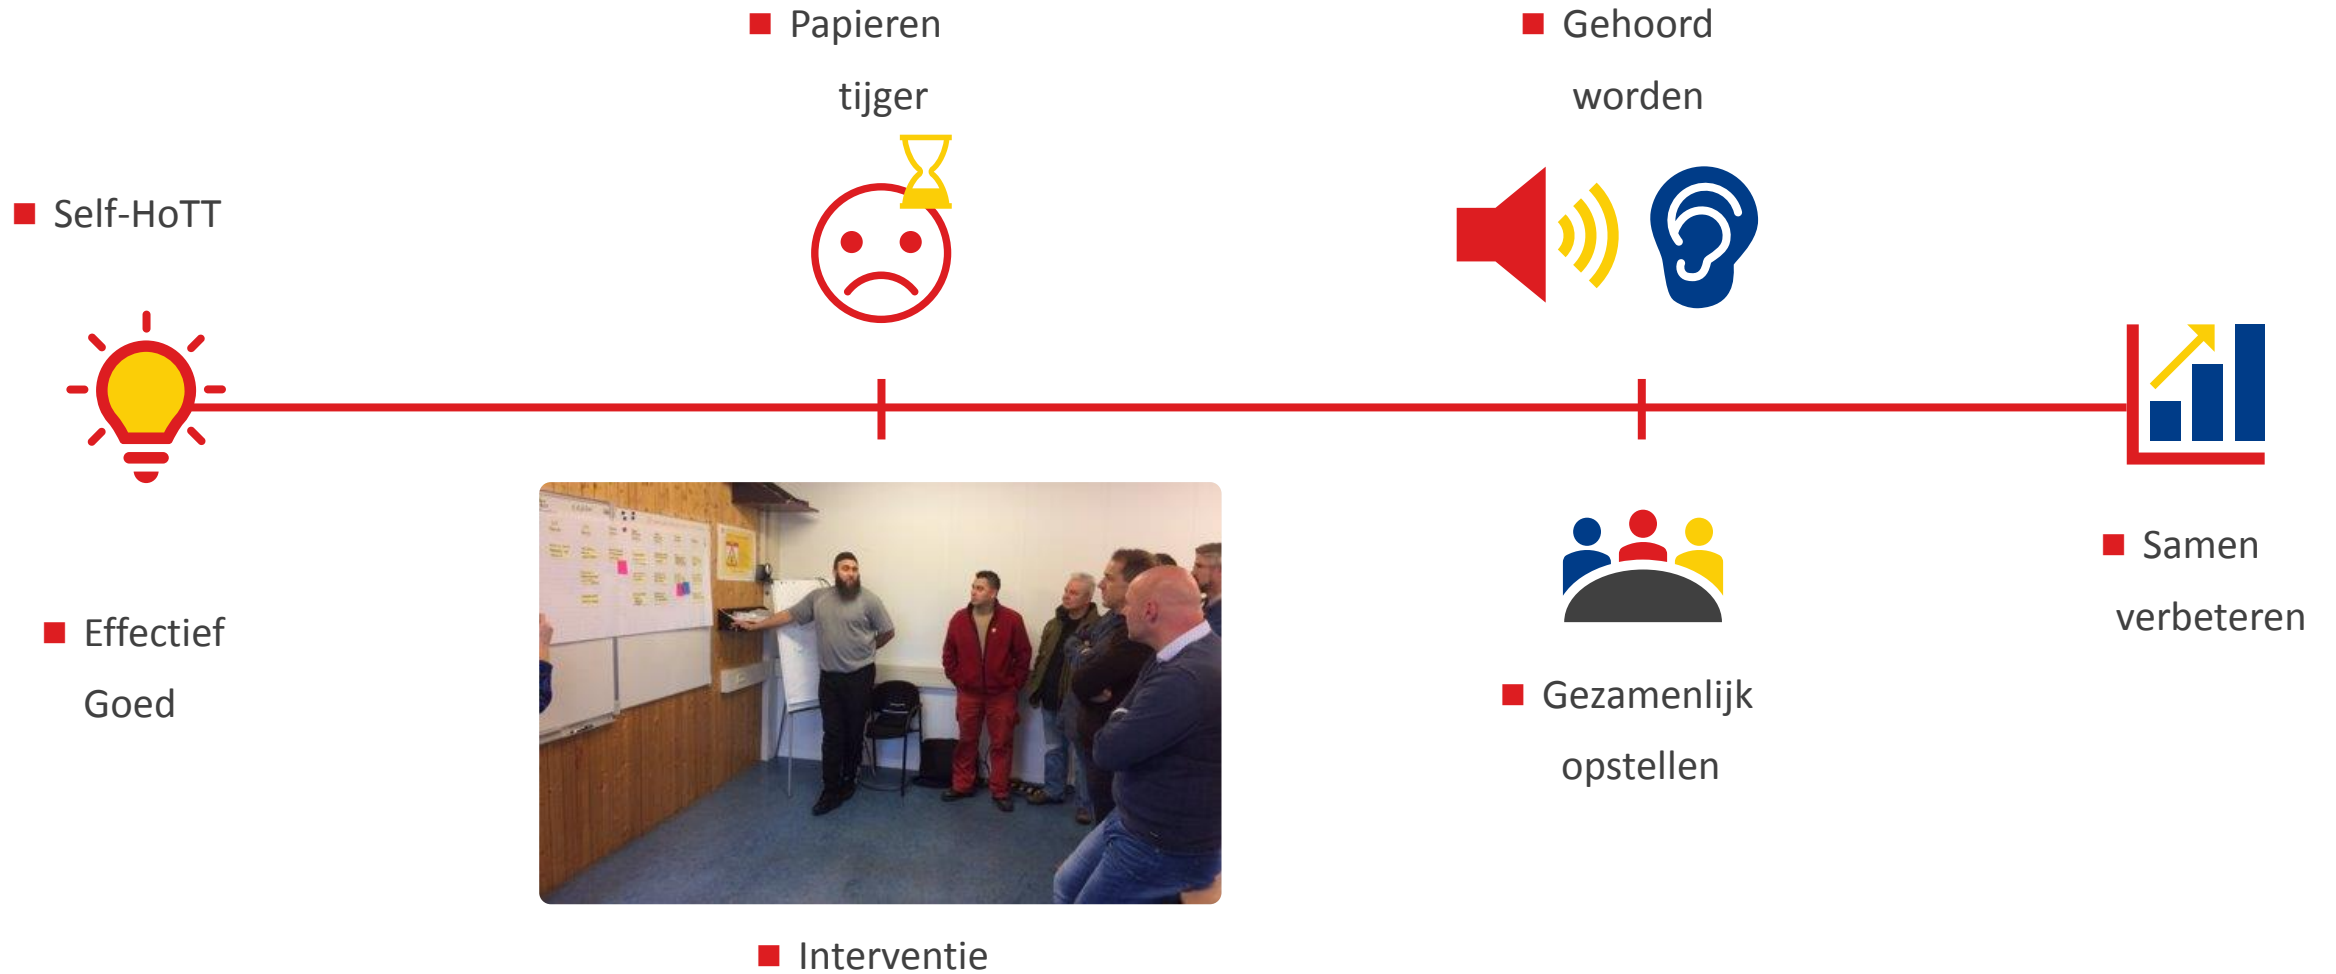 Papieren
tijger
Gehoord
worden
Self-HoTT
Effectief
Goed
Samen
verbeteren
Gezamenlijk
opstellen
Interventie